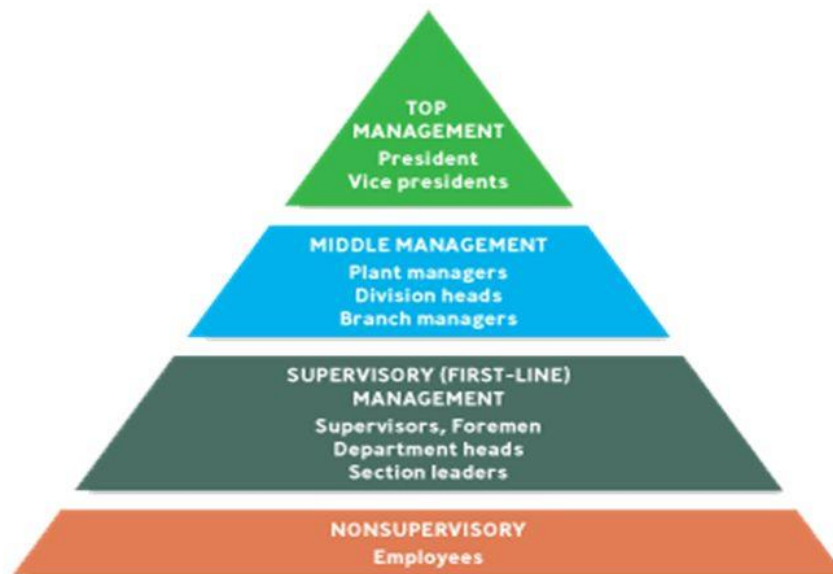 TOP
MANAGEMENT
President
Vice presidents
MIDDLE MANAGEMENT
Plant managers
Division heads
Branch managers
SUPERVISORY (FIRST-LINE)
MANAGEMENT
Supervisors, Foremen
Department heads
Section leaders
NONSUPERVISORY
Employees